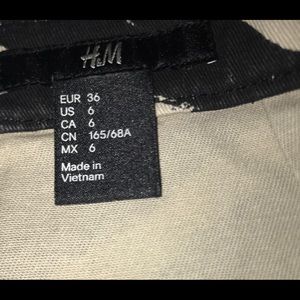 H&M
EUR 36
US 6
CA 6
CN 165/68A
MX 6
Made in
Vietnam